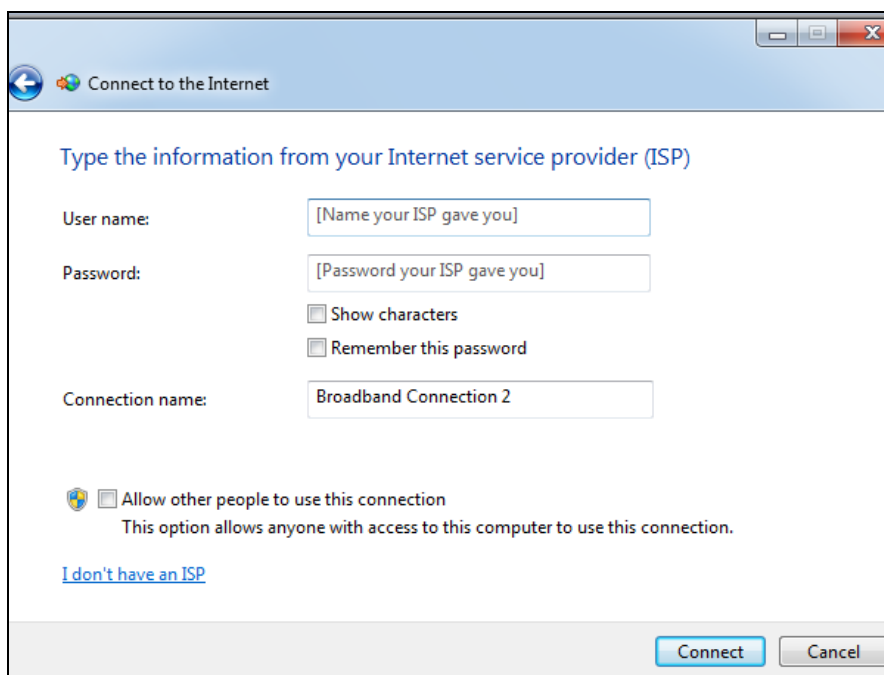 Connect to the Internet
Type the information from your Internet service provider (ISP)
User name: [Name your ISP gave you]
Password: [Password your ISP gave you]
Show characters
Remember this password
Connection name: Broadband Connection 2
Allow other people to use this connection
This option allows anyone with access to this computer to use this connection.
I don't have an ISP
Connect Cancel